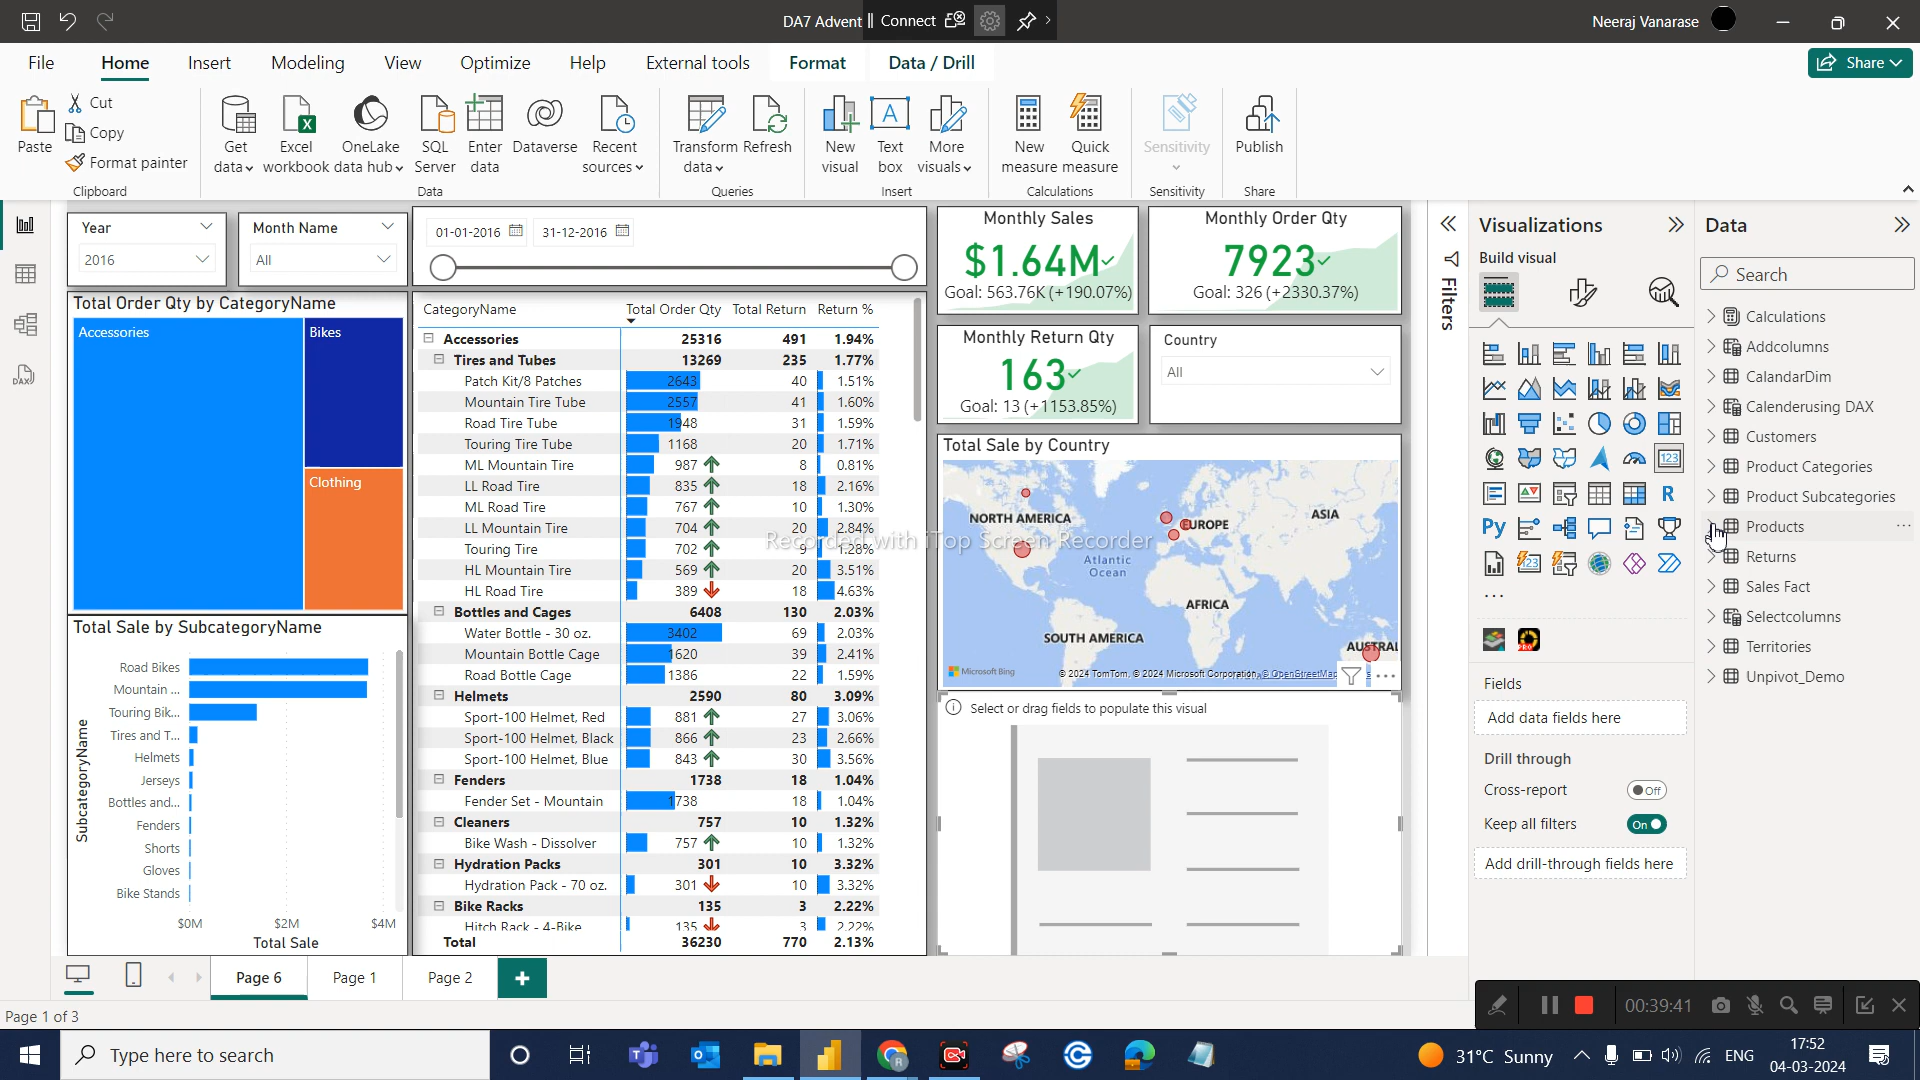 DA7 Advent
Connect
Neeraj Vanarase
File
Home
Insert
Modeling
View
Optimize
Help
External tools
Format
Data / Drill
Share
Paste
Cut
Copy
Format painter
Clipboard
Get data
Excel workbook
OneLake data hub
SQL Server
Enter data
Dataverse
Recent sources
Data
Transform data
Refresh
Queries
New visual
Text box
More visuals
Insert
New measure
Quick measure
Calculations
Sensitivity
Sensitivity
Publish
Share
DAX
Year
2016
Month Name
All
01-01-2016
31-12-2016
Total Order Qty by CategoryName
Accessories
Bikes
Clothing
Total Sale by SubcategoryName
SubcategoryName
Road Bikes
Mountain ...
Touring Bik...
Tires and T...
Helmets
Jerseys
Bottles and...
Fenders
Shorts
Gloves
Bike Stands
$0M $2M $4M
Total Sale
CategoryName Total Order Qty Total Return Return %
Accessories 25316 491 1.94%
Tires and Tubes 13269 235 1.77%
Patch Kit/8 Patches 2643 40 1.51%
Mountain Tire Tube 2557 41 1.60%
Road Tire Tube 1948 31 1.59%
Touring Tire Tube 1168 20 1.71%
ML Mountain Tire 987 8 0.81%
LL Road Tire 835 18 2.16%
ML Road Tire 767 10 1.30%
LL Mountain Tire 704 20 2.84%
Touring Tire 702 9 1.28%
HL Mountain Tire 569 20 3.51%
HL Road Tire 389 18 4.63%
Bottles and Cages 6408 130 2.03%
Water Bottle - 30 oz. 3402 69 2.03%
Mountain Bottle Cage 1620 39 2.41%
Road Bottle Cage 1386 22 1.59%
Helmets 2590 80 3.09%
Sport-100 Helmet, Red 881 27 3.06%
Sport-100 Helmet, Black 866 23 2.66%
Sport-100 Helmet, Blue 843 30 3.56%
Fenders 1738 18 1.04%
Fender Set - Mountain 1738 18 1.04%
Cleaners 757 10 1.32%
Bike Wash - Dissolver 757 10 1.32%
Hydration Packs 301 10 3.32%
Hydration Pack - 70 oz. 301 10 3.32%
Bike Racks 135 3 2.22%
Hitch Rack - 4-Bike 135 3 2.22%
Total 36230 770 2.13%
Recorded with iTop Screen Recorder
Monthly Sales
$1.64M
Goal: 563.76K (+190.07%)
Monthly Order Qty
7923
Goal: 326 (+2330.37%)
Monthly Return Qty
163
Goal: 13 (+1153.85%)
Country
All
Total Sale by Country
NORTH AMERICA
EUROPE
ASIA
Atlantic
Ocean
AFRICA
SOUTH AMERICA
AUSTRAL
Microsoft Bing
© 2024 TomTom, © 2024 Microsoft Corporation, © OpenStreetMap
Select or drag fields to populate this visual
Filters
Visualizations
Build visual
123
R
Py
123
PRO
Fields
Add data fields here
Drill through
Cross-report
Off
Keep all filters
On
Add drill-through fields here
Data
Search
Calculations
Addcolumns
CalandarDim
Calenderusing DAX
Customers
Product Categories
Product Subcategories
Products
Returns
Sales Fact
Selectcolumns
Territories
Unpivot_Demo
Page 6
Page 1
Page 2
Page 1 of 3
00:39:41
Type here to search
31°C Sunny
ENG
17:52
04-03-2024